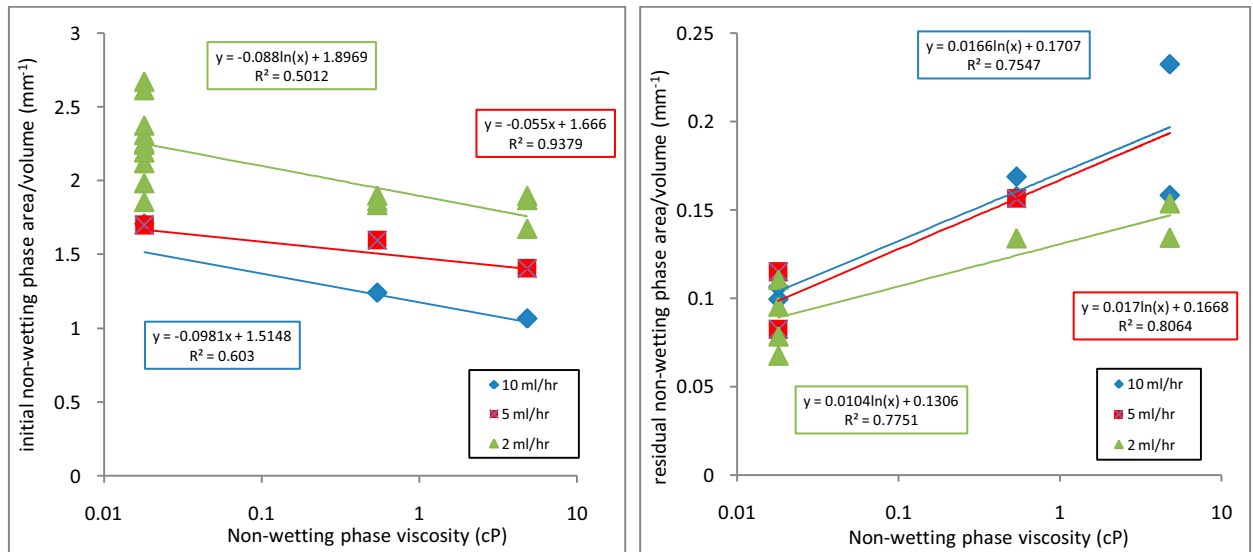 initial non-wetting phase area/volume (mm⁻¹)
3
2.5
2
1.5
1
0.5
0
y = -0.088ln(x) + 1.8969
R² = 0.5012
y = -0.055x + 1.666
R² = 0.9379
y = -0.0981x + 1.5148
R² = 0.603
10 ml/hr
5 ml/hr
2 ml/hr
0.01 0.1 1 10
Non-wetting phase viscosity (cP)
residual non-wetting phase area/volume (mm⁻¹)
0.25
0.2
0.15
0.1
0.05
0
y = 0.0166ln(x) + 0.1707
R² = 0.7547
y = 0.017ln(x) + 0.1668
R² = 0.8064
y = 0.0104ln(x) + 0.1306
R² = 0.7751
10 ml/hr
5 ml/hr
2 ml/hr
0.01 0.1 1 10
Non-wetting phase viscosity (cP)